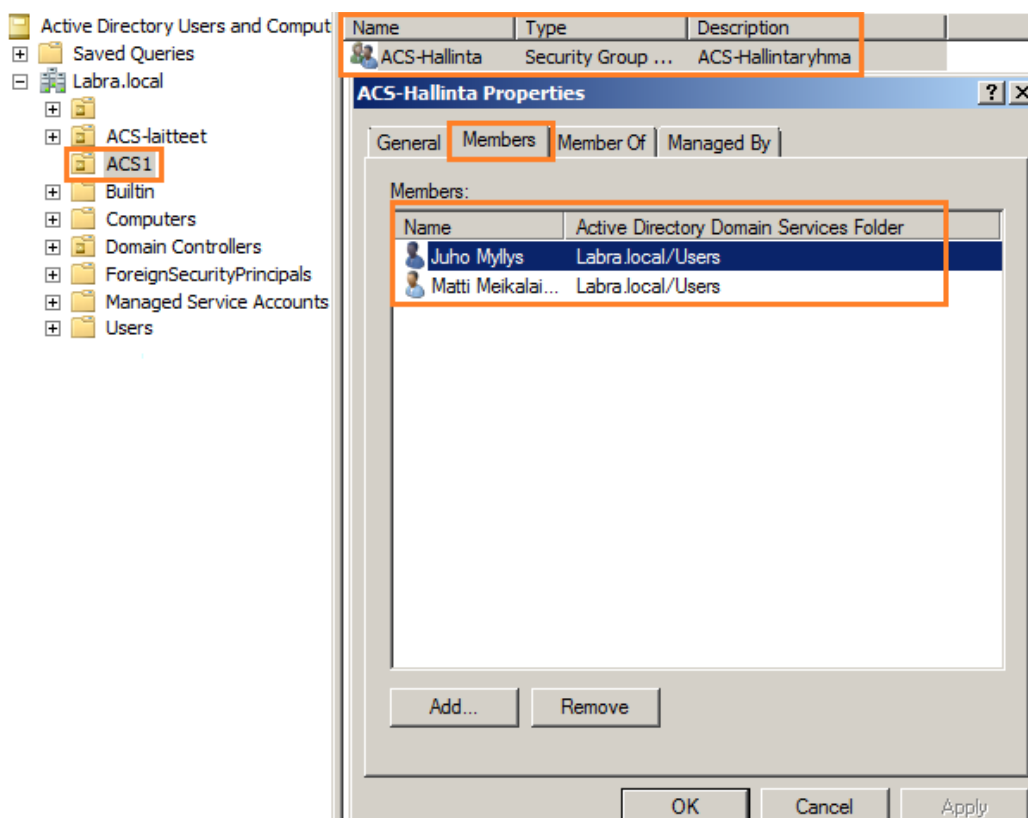 Active Directory Users and Comput
Saved Queries
Labra.local
ACS-laitteet
ACS1
Builtin
Computers
Domain Controllers
ForeignSecurityPrincipals
Managed Service Accounts
Users
Name Type Description
ACS-Hallinta Security Group ... ACS-Hallintaryhma
ACS-Hallinta Properties
General Members Member Of Managed By
Members:
Name Active Directory Domain Services Folder
Juho Myllys Labra.local/Users
Matti Meikalai... Labra.local/Users
Add... Remove
OK Cancel Apply